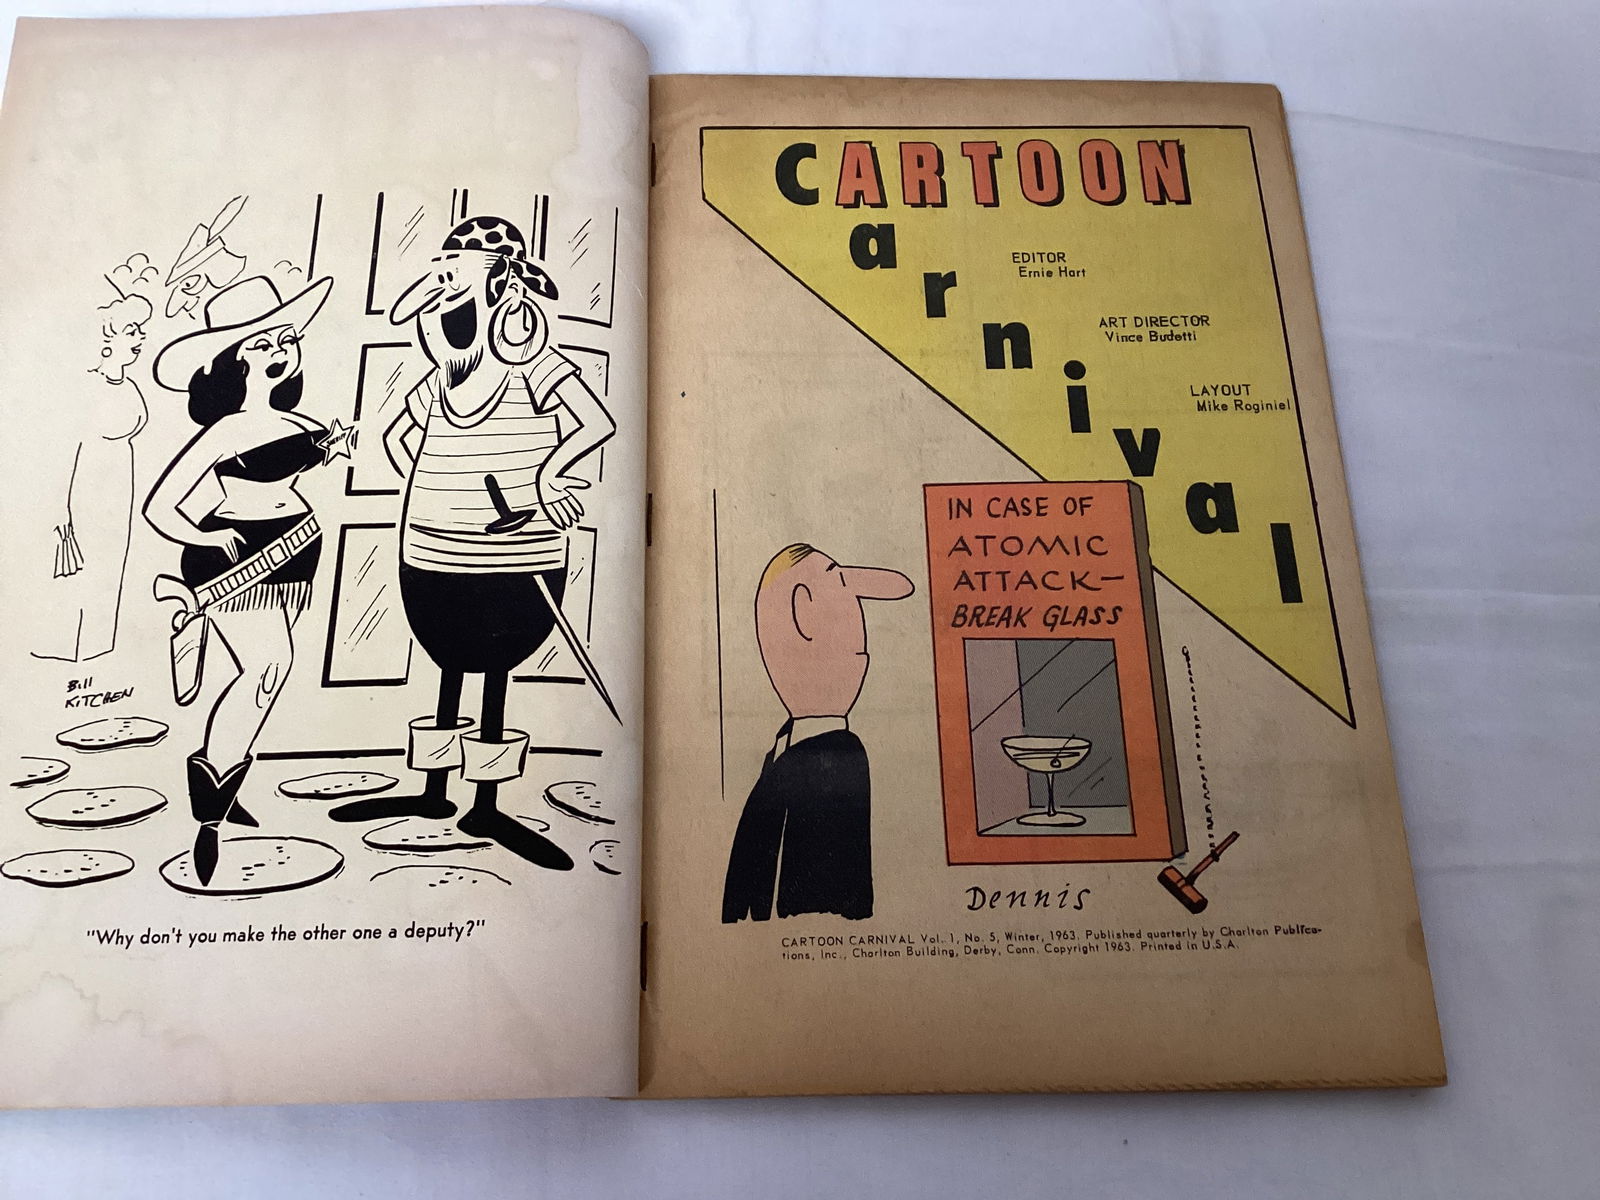 SHERIFF
Bill
KITCHEN
"Why don't you make the other one a deputy?"
CARTOON
arnival
EDITOR
Ernie Hart
ART DIRECTOR
Vince Budetti
LAYOUT
Mike Roginiel
IN CASE OF
ATOMIC
ATTACK—
BREAK GLASS
Dennis
CARTOON CARNIVAL Vol. 1, No. 5, Winter, 1963. Published quarterly by Charlton Publica-
tions, Inc., Charlton Building, Derby, Conn. Copyright 1963. Printed in U.S.A.